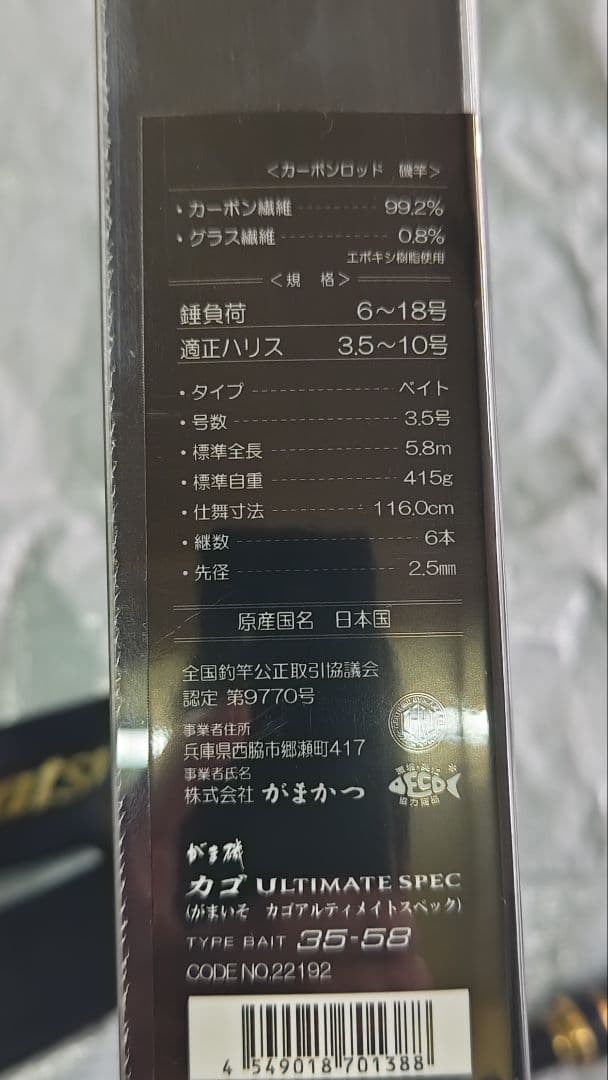 <カーボンロッド 磯竿>
・カーボン繊維 99.2%
・グラス繊維 0.8%
エポキシ樹脂使用
<規 格>
錘負荷 6〜18号
適正ハリス 3.5〜10号
・タイプ ベイト
・号数 3.5号
・標準全長 5.8m
・標準自重 415g
・仕舞寸法 116.0cm
・継数 6本
・先径 2.5mm
原産国名 日本国
全国釣竿公正取引協議会
認定 第9770号
事業者住所
兵庫県西脇市郷瀬町417
事業者氏名
株式会社 がまかつ
DECO
協力商品
がま磯
カゴ ULTIMATE SPEC
(がまいそ カゴアルティメイトスペック)
TYPE BAIT 35-58
CODE NO.22192
4 549018 701388